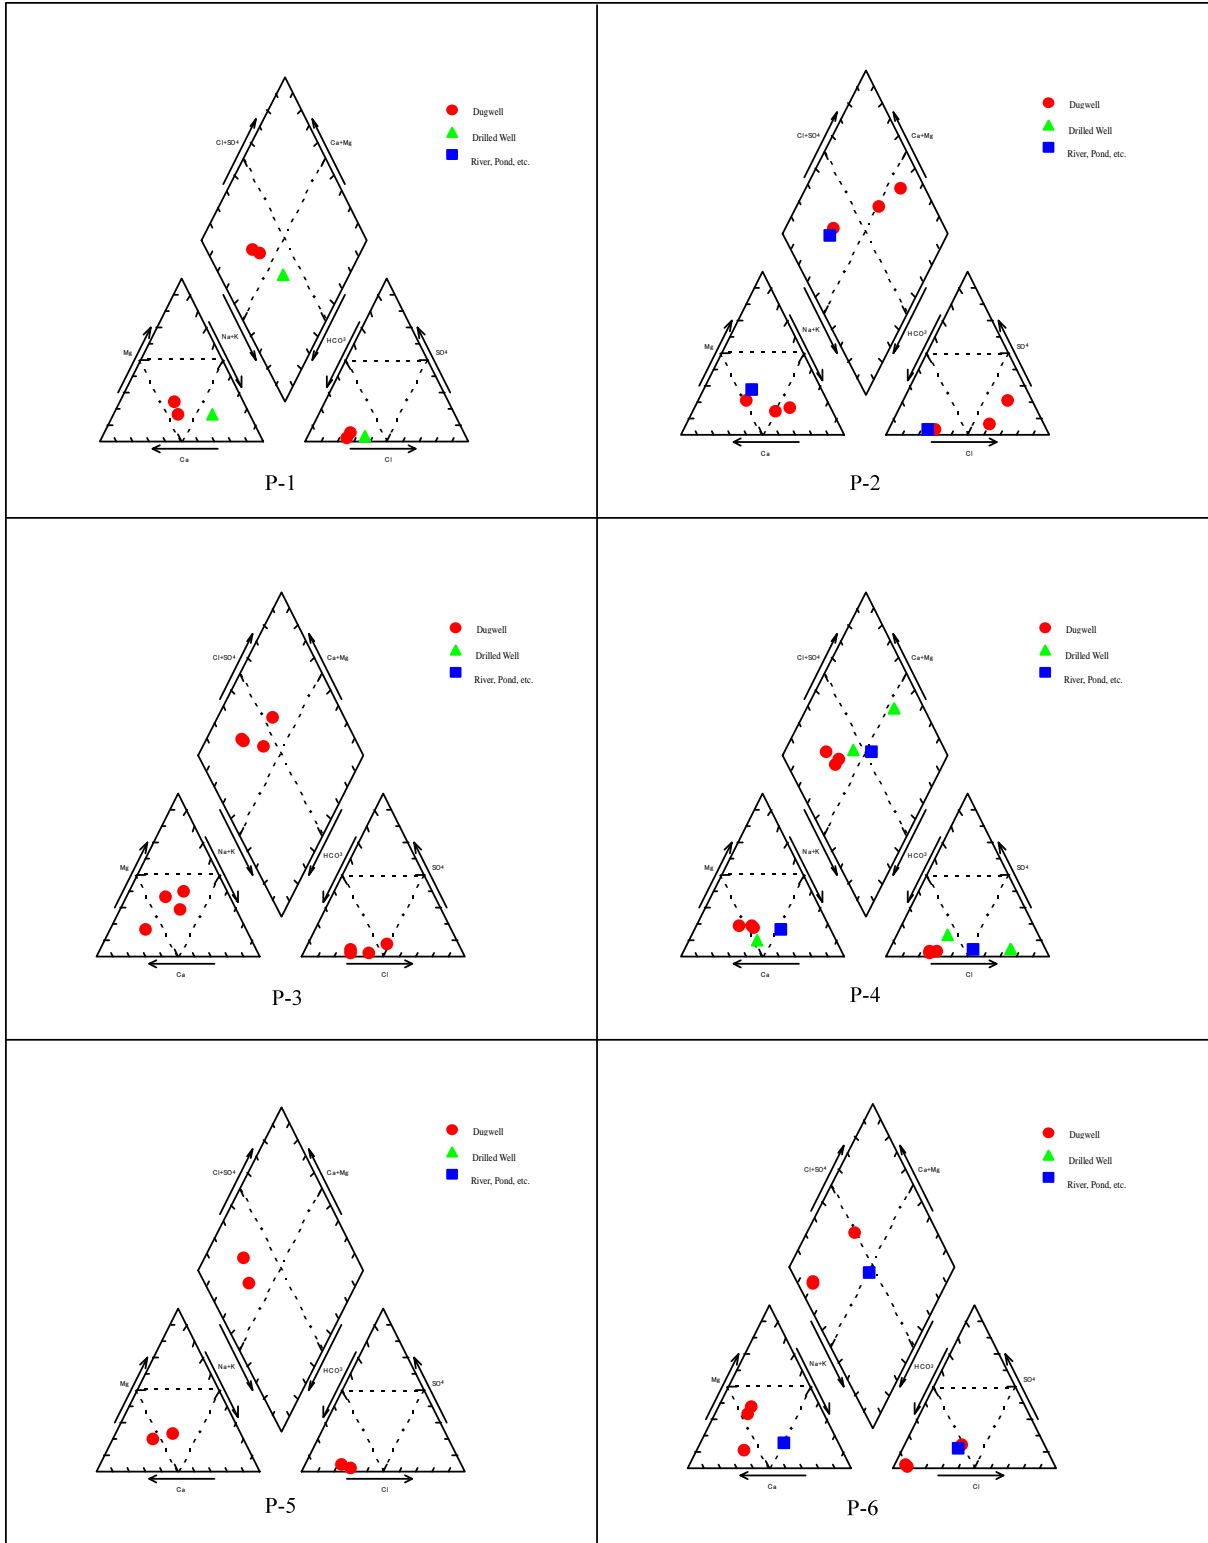 Dugwell
Cl+SO4
Ca+Mg
Drilled Well
River, Pond, etc.
Na+K
HCO3
Mg
SO4
Ca
Cl
P-1
Dugwell
Cl+SO4
Ca+Mg
Drilled Well
River, Pond, etc.
Na+K
HCO3
Mg
SO4
Ca
Cl
P-2
Dugwell
Cl+SO4
Ca+Mg
Drilled Well
River, Pond, etc.
Na+K
HCO3
Mg
SO4
Ca
Cl
P-3
Dugwell
Cl+SO4
Ca+Mg
Drilled Well
River, Pond, etc.
Na+K
HCO3
Mg
SO4
Ca
Cl
P-4
Dugwell
Cl+SO4
Ca+Mg
Drilled Well
River, Pond, etc.
Na+K
HCO3
Mg
SO4
Ca
Cl
P-5
Dugwell
Cl+SO4
Ca+Mg
Drilled Well
River, Pond, etc.
Na+K
HCO3
Mg
SO4
Ca
Cl
P-6